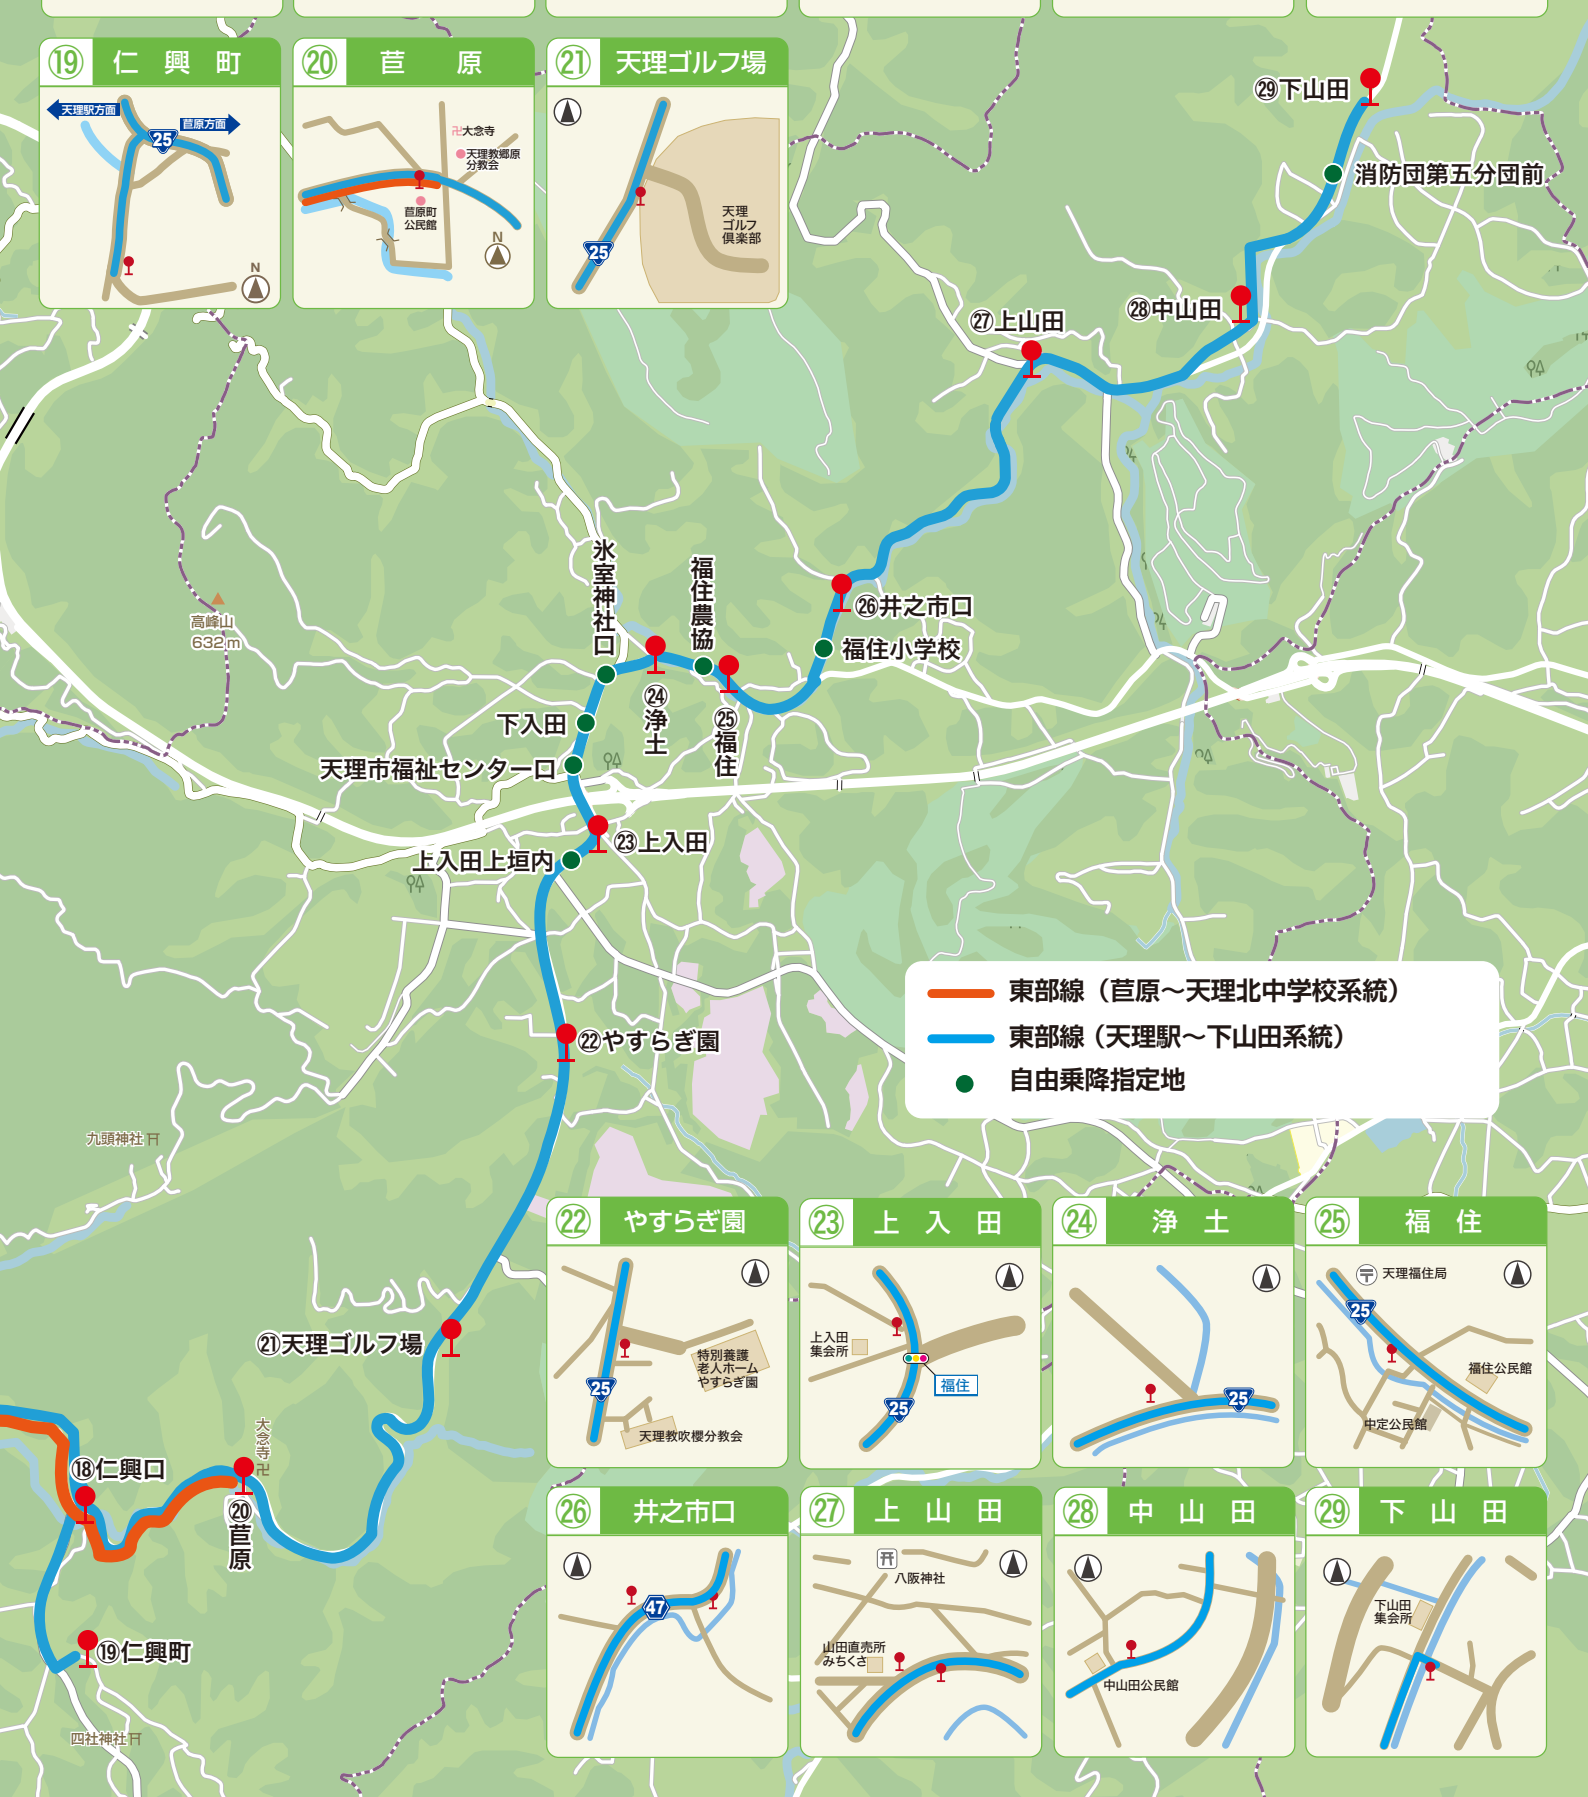 ⑲ 仁興町
天理駅方面
苣原方面
25
N
⑳ 苣原
卍大念寺
天理教郷原
分教会
苣原町
公民館
N
㉑ 天理ゴルフ場
天理
ゴルフ
倶楽部
25
㉙下山田
消防団第五分団前
㉘中山田
㉗上山田
氷室神社口
福住農協
㉖井之市口
福住小学校
高峰山
632m
㉔浄土
㉕福住
下入田
天理市福祉センター口
㉓上入田
上入田上垣内
東部線（苣原～天理北中学校系統）
東部線（天理駅～下山田系統）
自由乗降指定地
㉒やすらぎ園
九頭神社
㉑天理ゴルフ場
大念寺卍
⑱仁興口
⑳苣原
⑲仁興町
四社神社
㉒ やすらぎ園
特別養護
老人ホーム
やすらぎ園
25
天理教吹櫻分教会
㉓ 上入田
上入田
集会所
福住
25
㉔ 浄土
25
㉕ 福住
〒 天理福住局
25
福住公民館
中定公民館
㉖ 井之市口
47
㉗ 上山田
八阪神社
山田直売所
みちくさ
㉘ 中山田
中山田公民館
㉙ 下山田
下山田
集会所